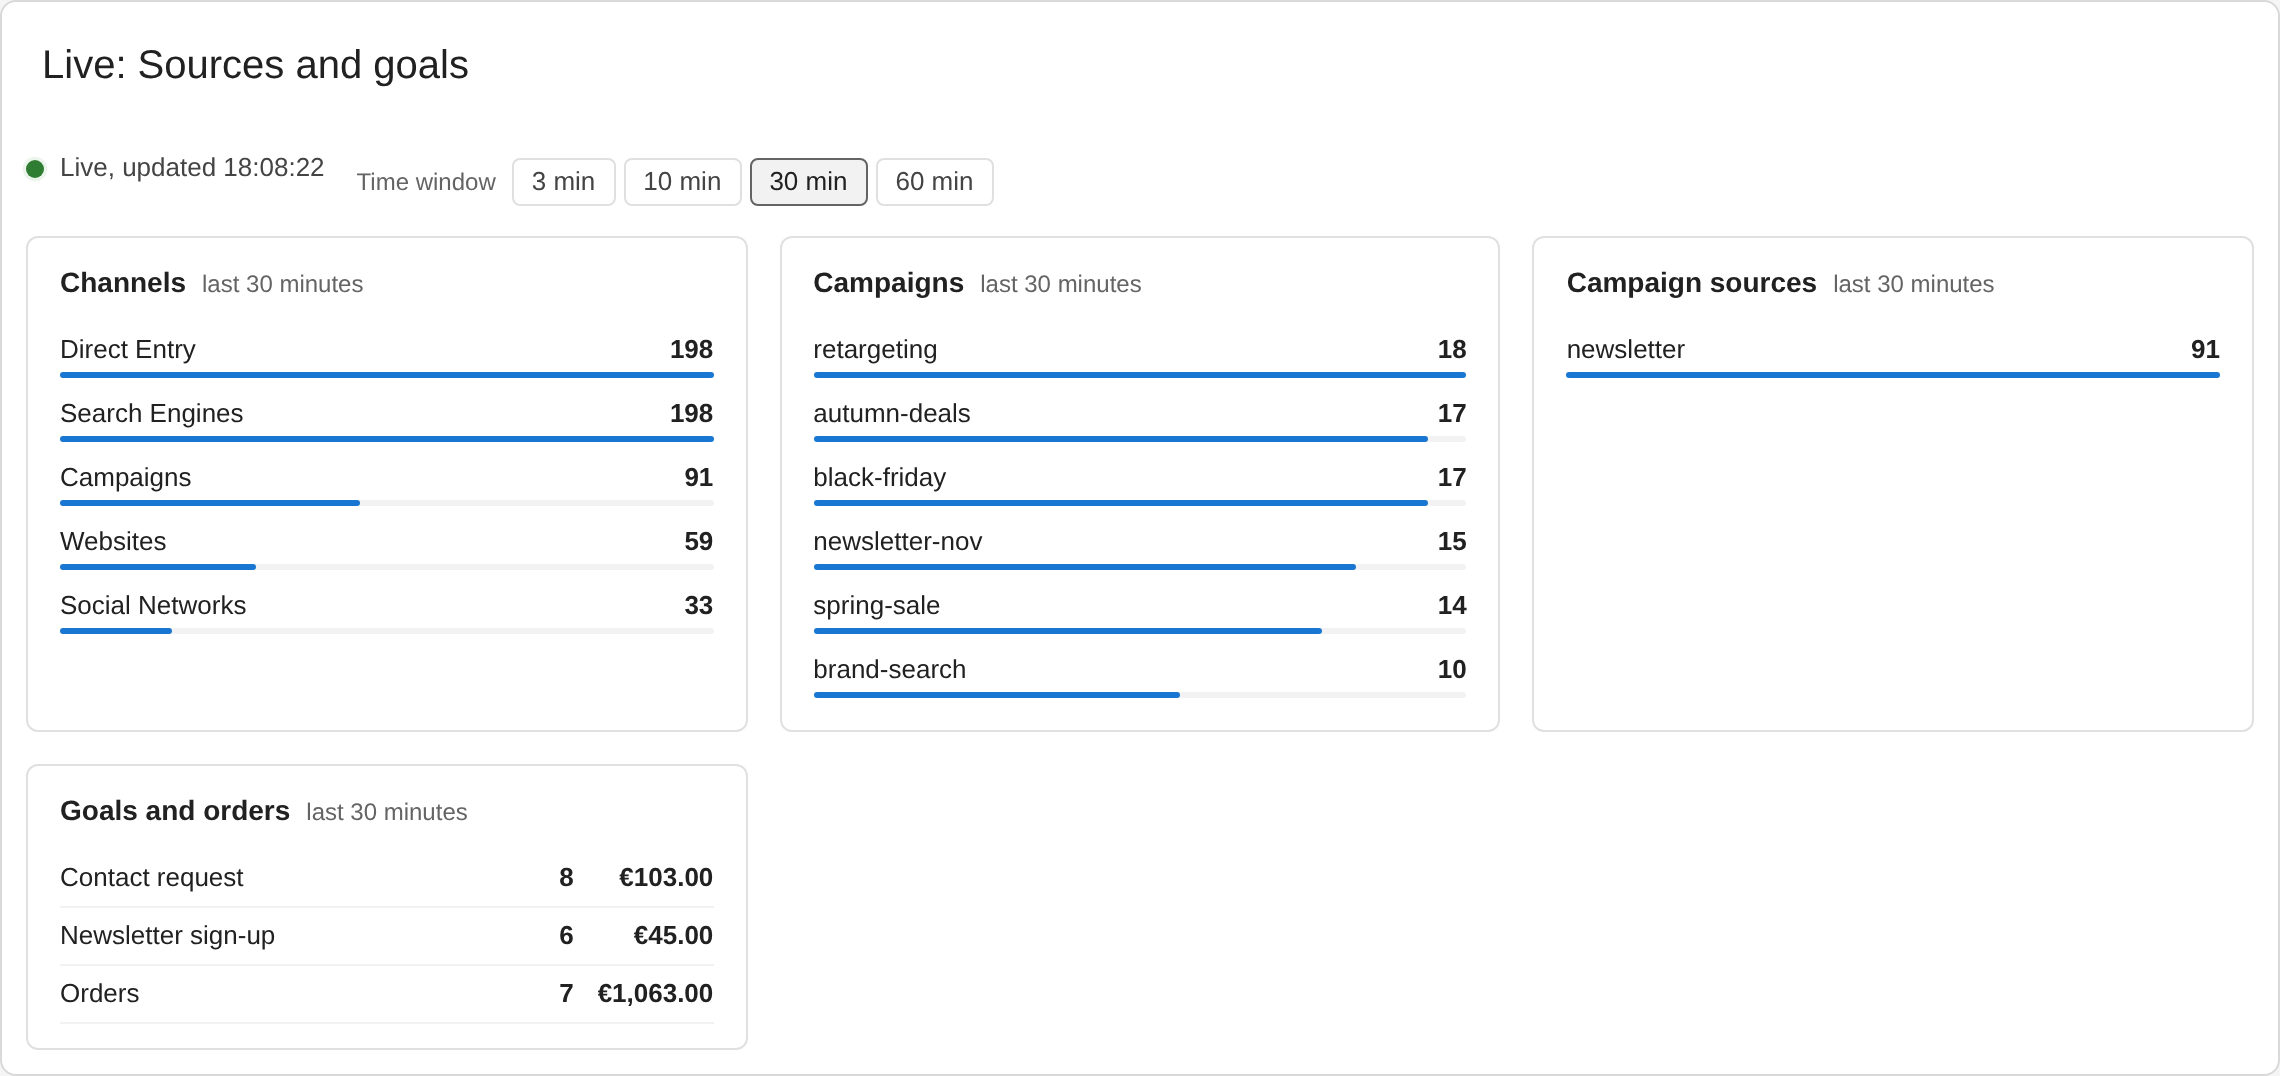 Live: Sources and goals
Live, updated 18:08:22
Time window 3 min 10 min 30 min 60 min
Channels last 30 minutes
Direct Entry 198
Search Engines 198
Campaigns 91
Websites 59
Social Networks 33
Campaigns last 30 minutes
retargeting 18
autumn-deals 17
black-friday 17
newsletter-nov 15
spring-sale 14
brand-search 10
Campaign sources last 30 minutes
newsletter 91
Goals and orders last 30 minutes
Contact request 8 €103.00
Newsletter sign-up 6 €45.00
Orders 7 €1,063.00